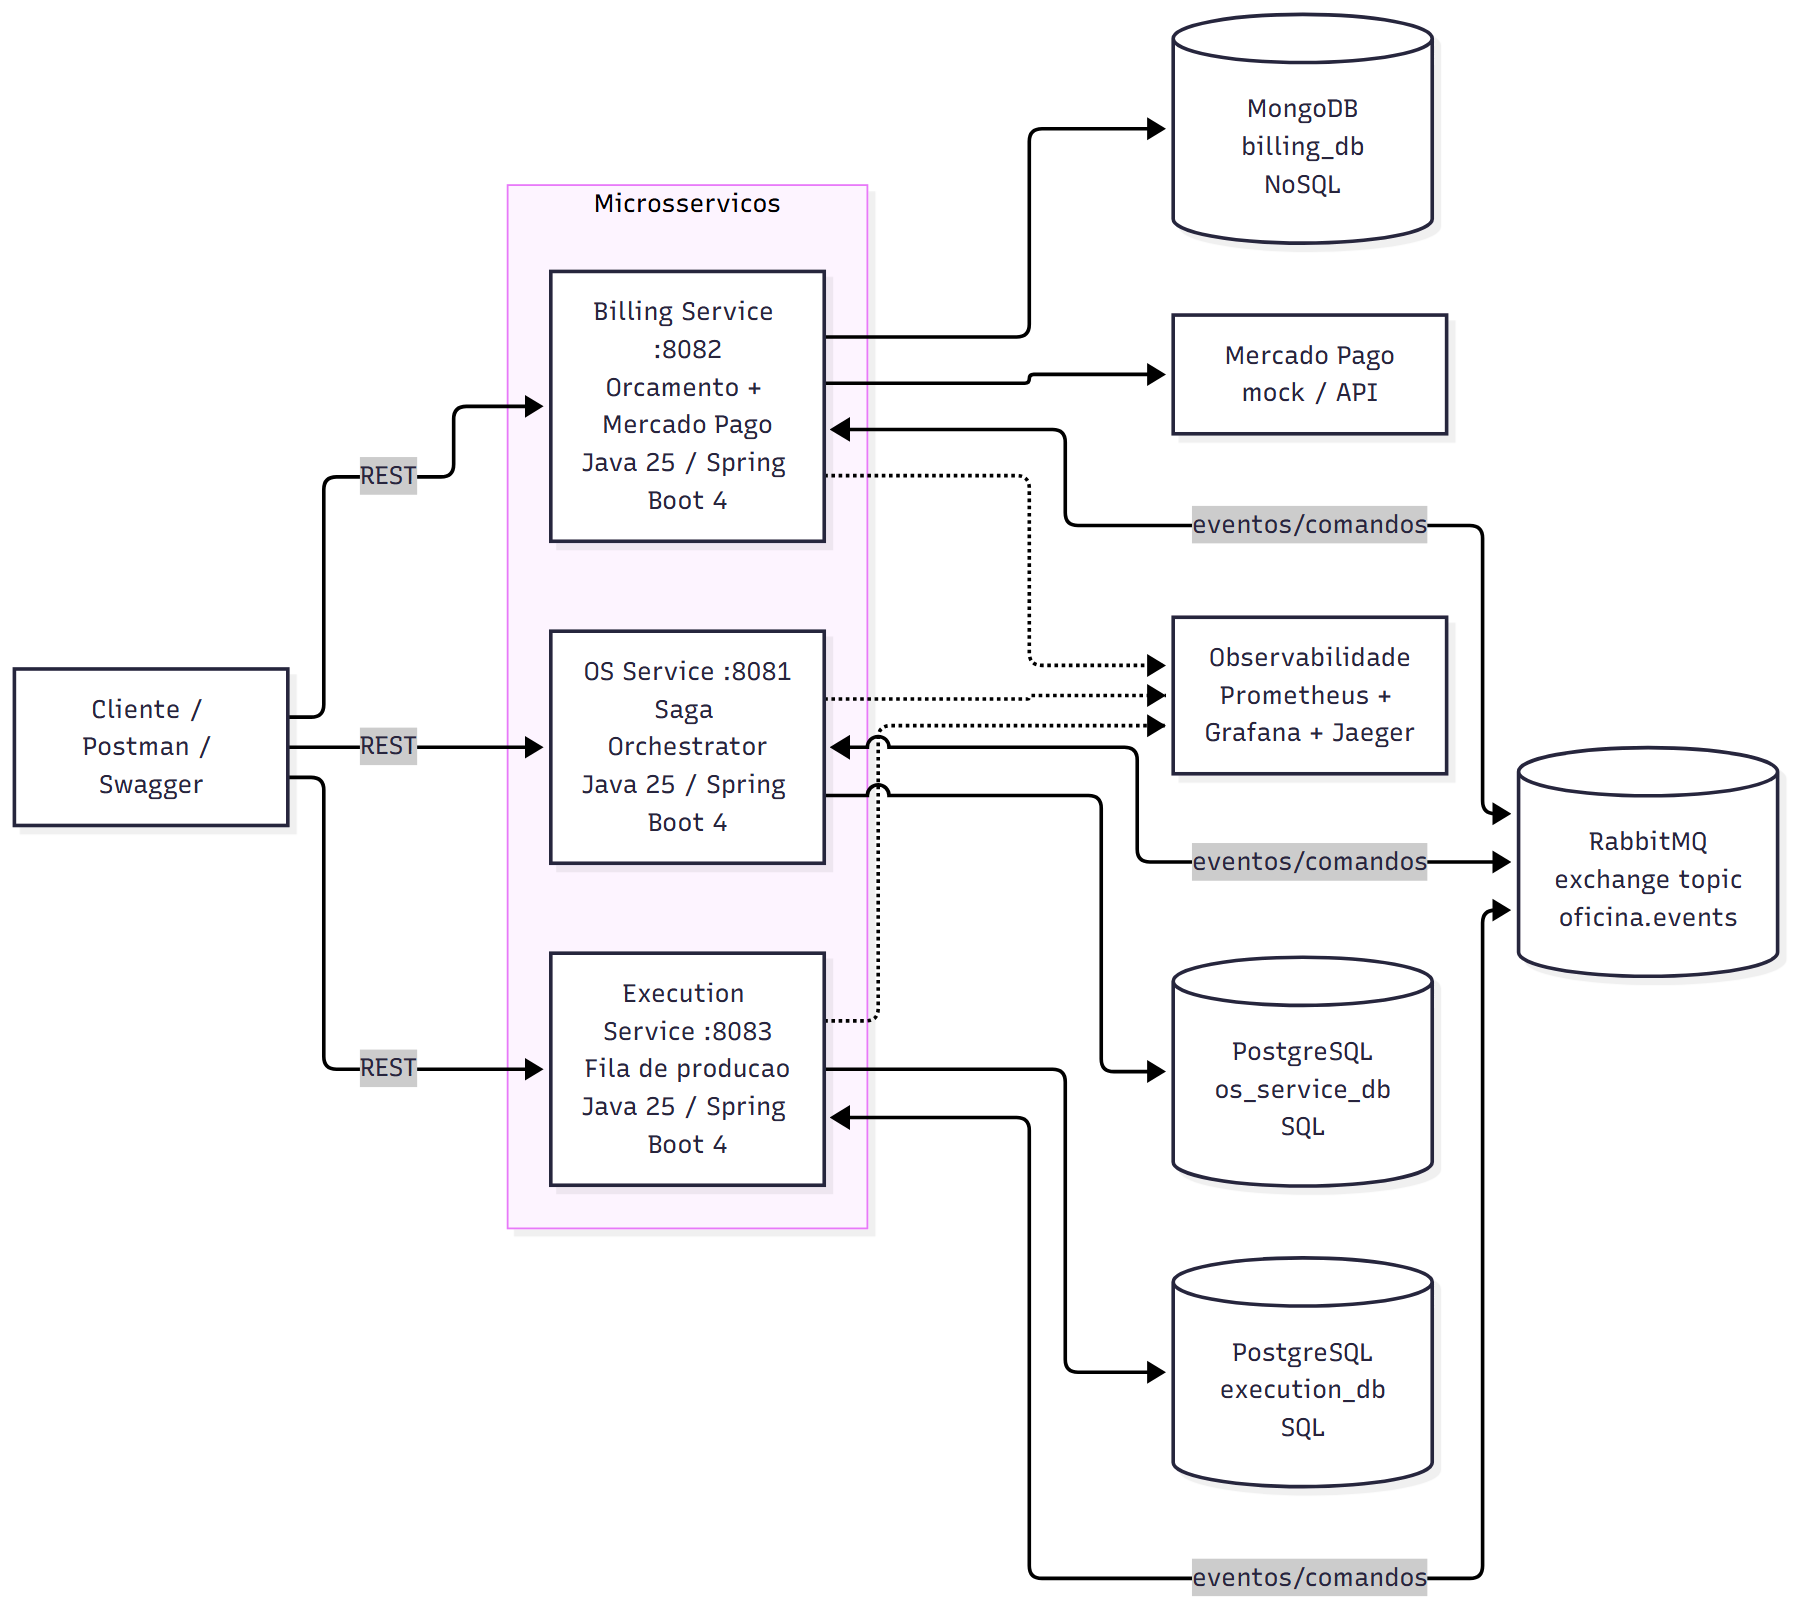 MongoDB
billing_db
NoSQL
Microsservicos
Billing Service
:8082
Orcamento +
Mercado Pago
Java 25 / Spring
Boot 4
Mercado Pago
mock / API
REST
eventos/comandos
OS Service :8081
Saga
Orchestrator
Java 25 / Spring
Boot 4
Observabilidade
Prometheus +
Grafana + Jaeger
Cliente /
Postman /
Swagger
REST
eventos/comandos
RabbitMQ
exchange topic
oficina.events
Execution
Service :8083
Fila de producao
Java 25 / Spring
Boot 4
REST
PostgreSQL
os_service_db
SQL
PostgreSQL
execution_db
SQL
eventos/comandos